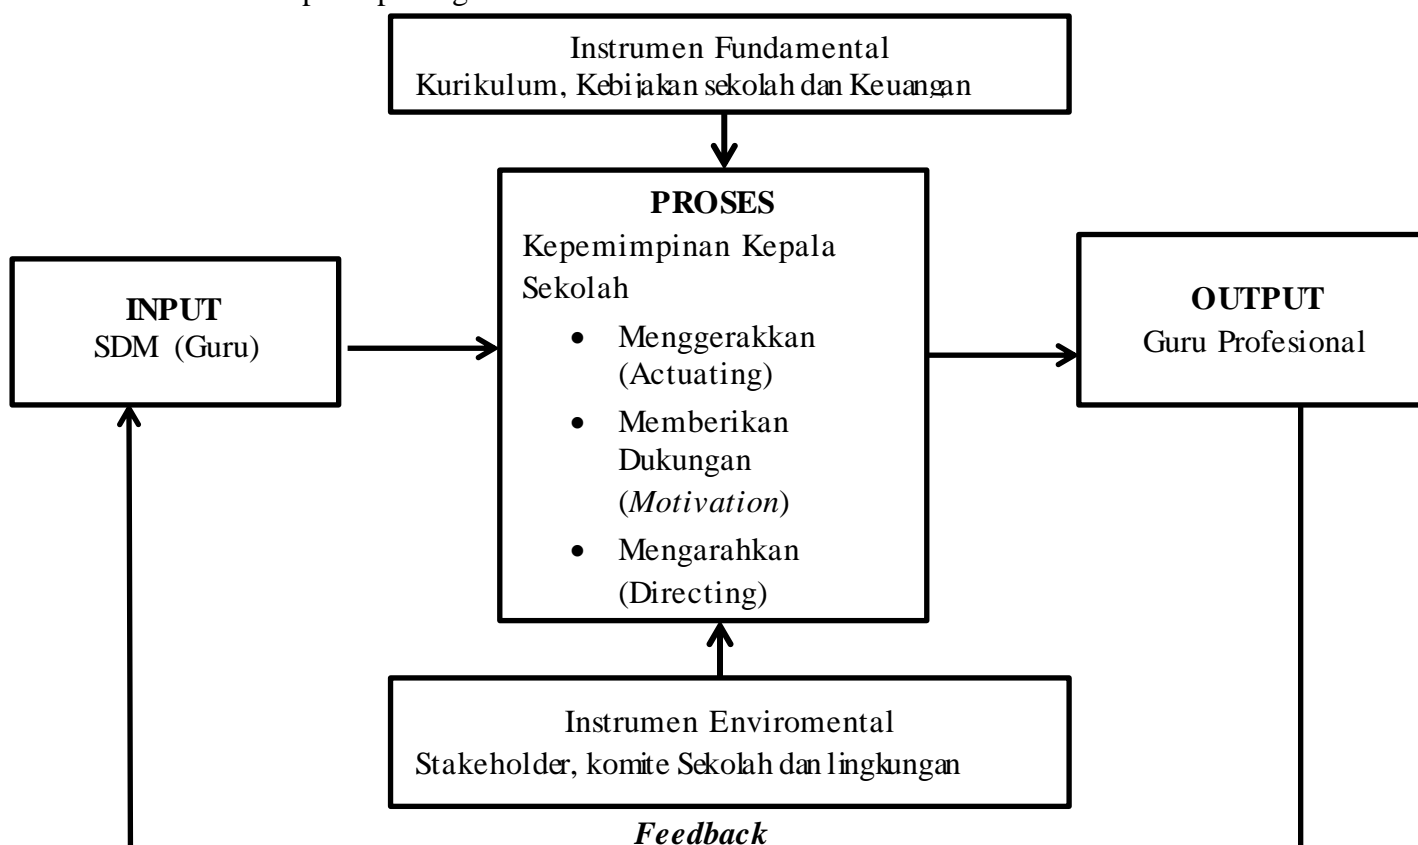 Instrumen Fundamental
Kurikulum, Kebijakan sekolah dan Keuangan
PROSES
Kepemimpinan Kepala
Sekolah
• Menggerakkan
(Actuating)
• Memberikan
Dukungan
(Motivation)
• Mengarahkan
(Directing)
INPUT
SDM (Guru)
OUTPUT
Guru Profesional
Instrumen Enviromental
Stakeholder, komite Sekolah dan lingkungan
Feedback